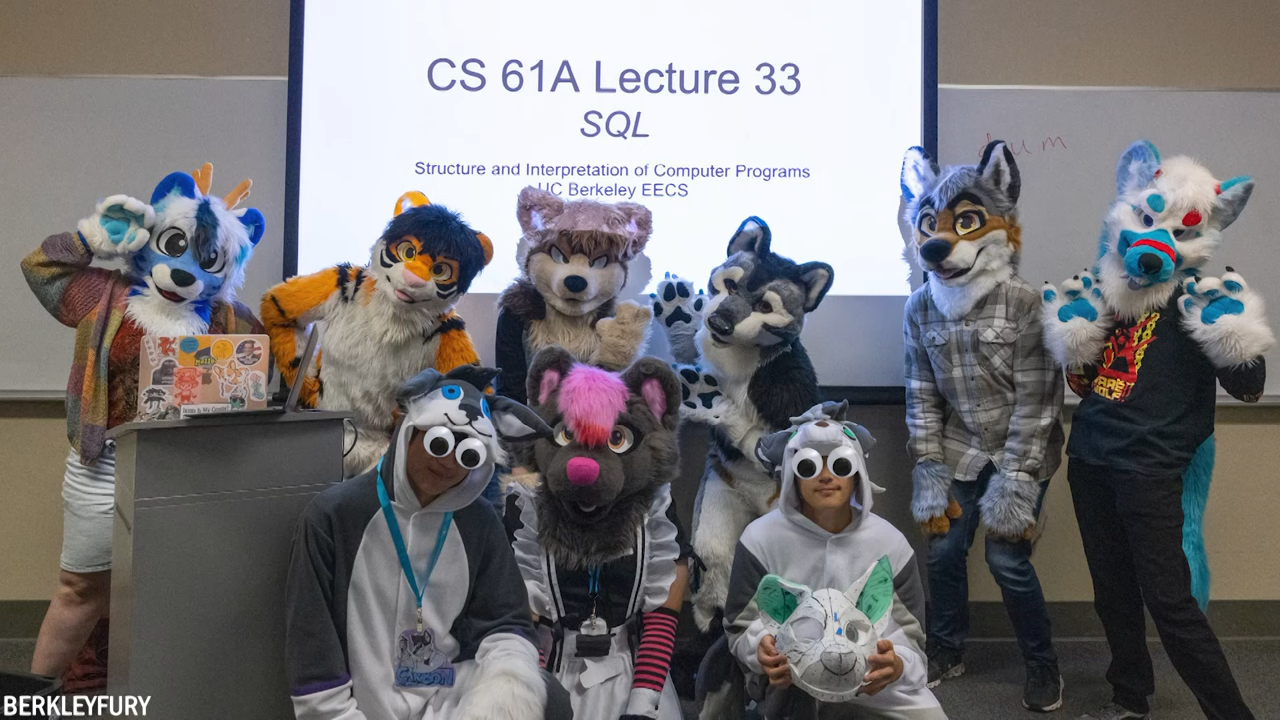 CS 61A Lecture 33
SQL
Structure and Interpretation of Computer Programs
UC Berkeley EECS
BERKLEYFURY